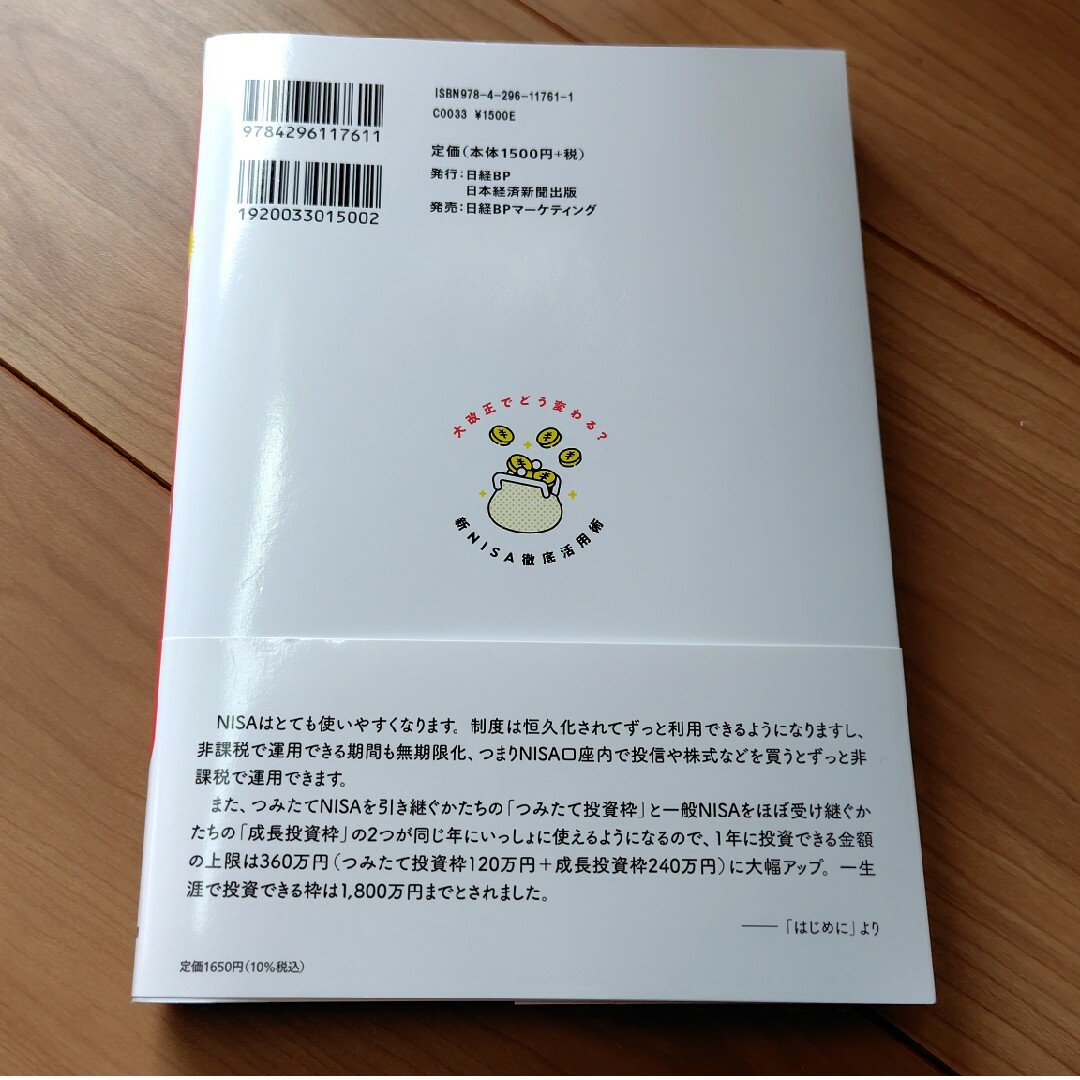 9784296117611
1920033015002
ISBN978-4-296-11761-1
C0033 ¥1500E
定価(本体1500円+税)
発行:日経BP
日本経済新聞出版
発売:日経BPマーケティング
大改正でどう変わる?
新NISA徹底活用術
NISAはとても使いやすくなります。制度は恒久化されてずっと利用できるようになりますし、
非課税で運用できる期間も無期限化、つまりNISA口座内で投信や株式などを買うとずっと非
課税で運用できます。
また、つみたてNISAを引き継ぐかたちの「つみたて投資枠」と一般NISAをほぼ受け継ぐか
たちの「成長投資枠」の2つが同じ年にいっしょに使えるようになるので、1年に投資できる金額
の上限は360万円(つみたて投資枠120万円+成長投資枠240万円)に大幅アップ。一生
涯で投資できる枠は1,800万円までとされました。
——「はじめに」より
定価1650円(10%税込)